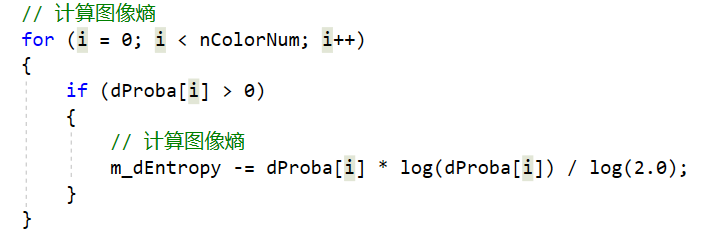 // 计算图像熵
for (i = 0; i < nColorNum; i++)
{
    if (dProba[i] > 0)
    {
        // 计算图像熵
        m_dEntropy -= dProba[i] * log(dProba[i]) / log(2.0);
    }
}